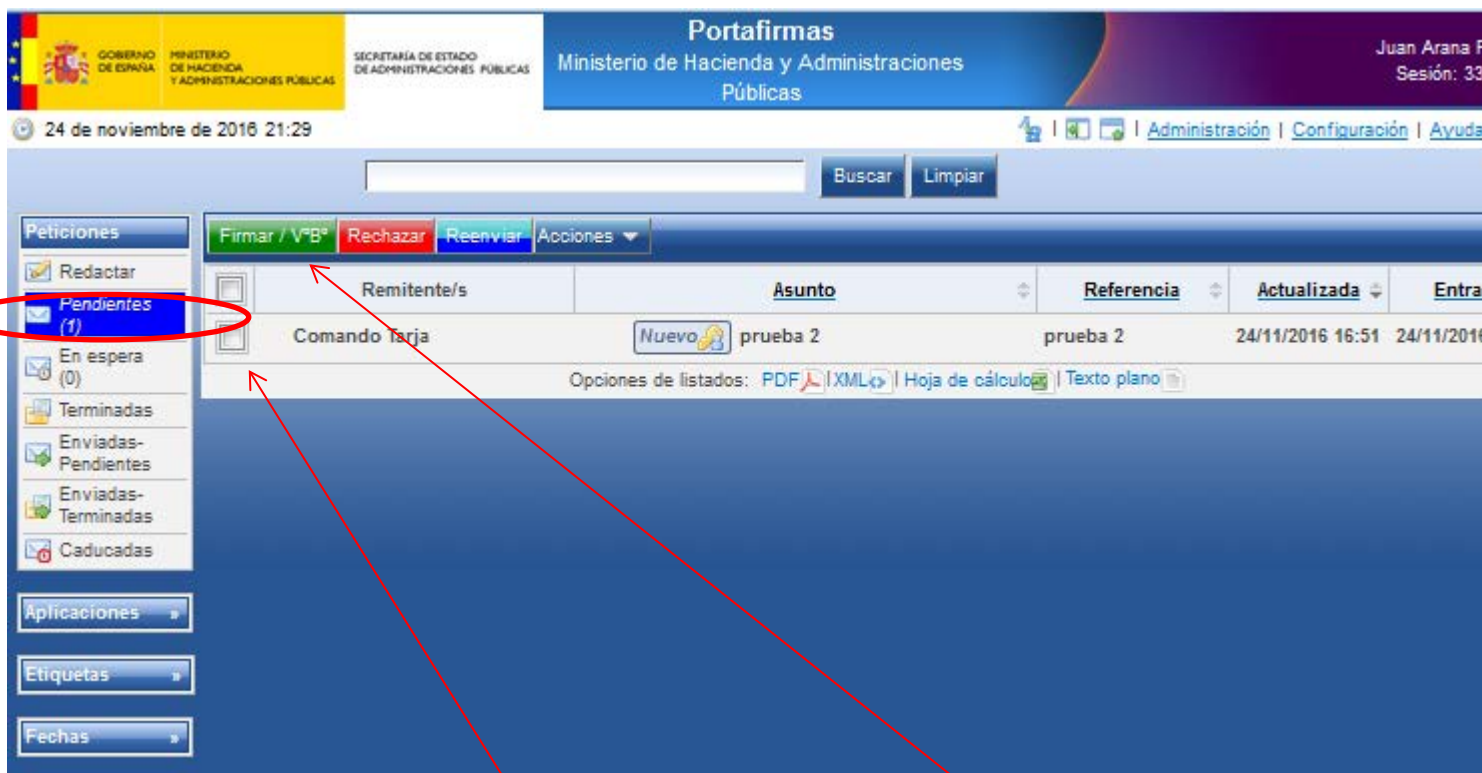 GOBIERNO DE ESPAÑA
MINISTERIO DE HACIENDA Y ADMINISTRACIONES PÚBLICAS
SECRETARÍA DE ESTADO DE ADMINISTRACIONES PÚBLICAS
Portafirmas
Ministerio de Hacienda y Administraciones
Públicas
Juan Arana
Sesión: 33
24 de noviembre de 2016 21:29
| | Administración | Configuración | Ayuda
Buscar Limpiar
Peticiones
Redactar
Pendientes
(1)
En espera
(0)
Terminadas
Enviadas-
Pendientes
Enviadas-
Terminadas
Caducadas
Aplicaciones »
Etiquetas »
Fechas »
Firmar / VºBº Rechazar Reenviar Acciones
Remitente/s Asunto Referencia Actualizada Entra
Comando Tarja Nuevo prueba 2 prueba 2 24/11/2016 16:51 24/11/2016
Opciones de listados: PDF | XML | Hoja de cálculo | Texto plano